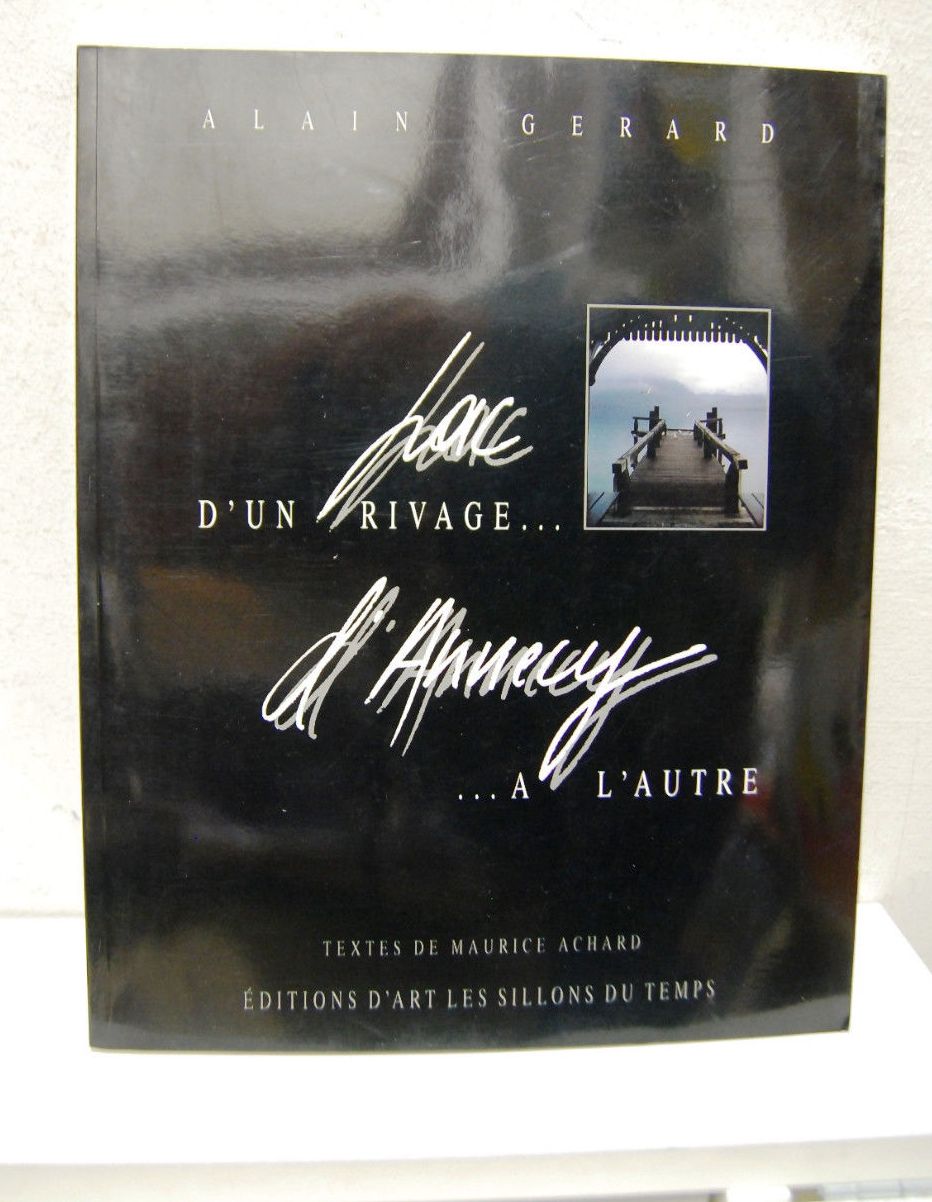 ALAIN GERARD
Lac
D'UN RIVAGE...
d'Annecy
...A L'AUTRE
TEXTES DE MAURICE ACHARD
ÉDITIONS D'ART LES SILLONS DU TEMPS